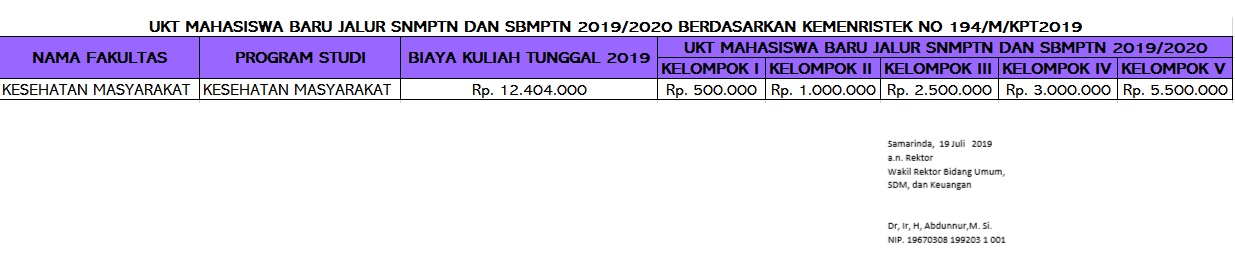 UKT MAHASISWA BARU JALUR SNMPTN DAN SBMPTN 2019/2020 BERDASARKAN KEMENRISTEK NO 194/M/KPT2019
NAMA FAKULTAS PROGRAM STUDI BIAYA KULIAH TUNGGAL 2019 UKT MAHASISWA BARU JALUR SNMPTN DAN SBMPTN 2019/2020
KELOMPOK I KELOMPOK II KELOMPOK III KELOMPOK IV KELOMPOK V
KESEHATAN MASYARAKAT KESEHATAN MASYARAKAT Rp. 12.404.000 Rp. 500.000 Rp. 1.000.000 Rp. 2.500.000 Rp. 3.000.000 Rp. 5.500.000
Samarinda, 19 Juli 2019
a.n. Rektor
Wakil Rektor Bidang Umum,
SDM, dan Keuangan
Dr, Ir, H, Abdunnur,M. Si.
NIP. 19670308 199203 1 001